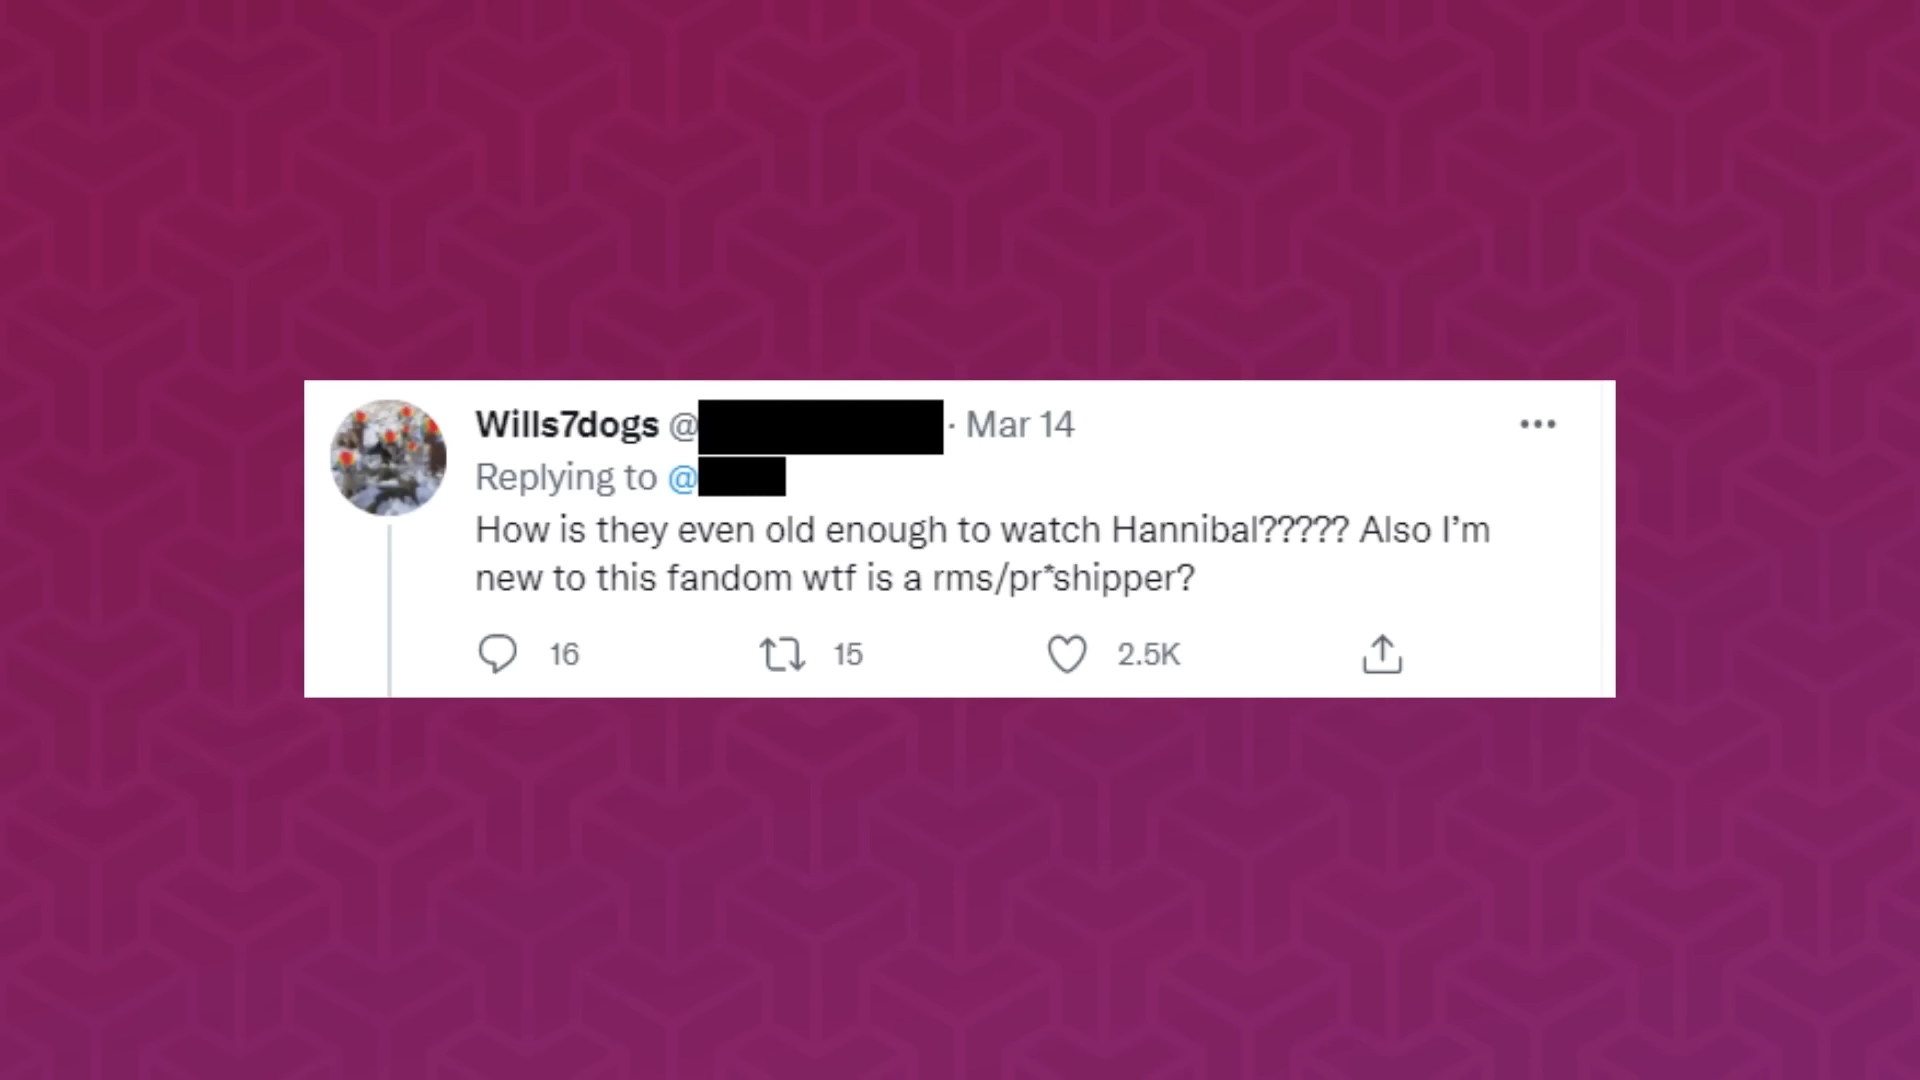 Wills7dogs @ · Mar 14
Replying to @
How is they even old enough to watch Hannibal????? Also I’m
new to this fandom wtf is a rms/pr*shipper?
16 15 2.5K